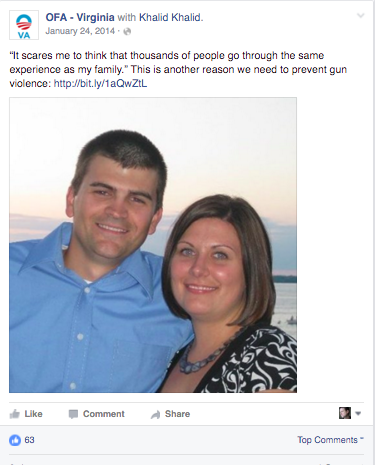 OFA - Virginia with Khalid Khalid.
VA
January 24, 2014 ·
“It scares me to think that thousands of people go through the same
experience as my family.” This is another reason we need to prevent gun
violence: http://bit.ly/1aQwZtL
Like Comment Share
63 Top Comments